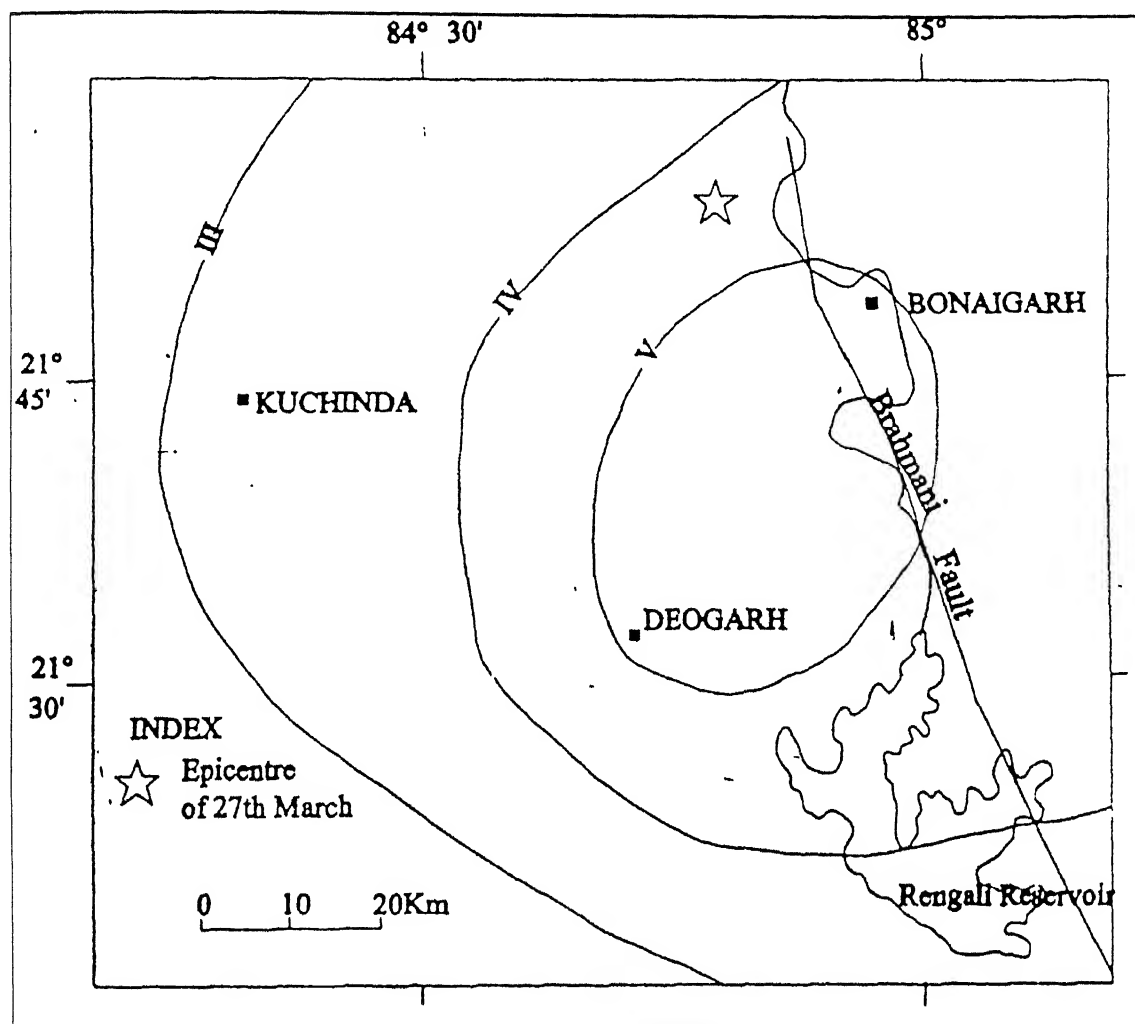 84° 30'
85°
III
IV
V
BONAIGARH
21°
45'
KUCHINDA
Brahmani
Fault
DEOGARH
21°
30'
INDEX
Epicentre
of 27th March
0 10 20Km
Rengali Reservoir